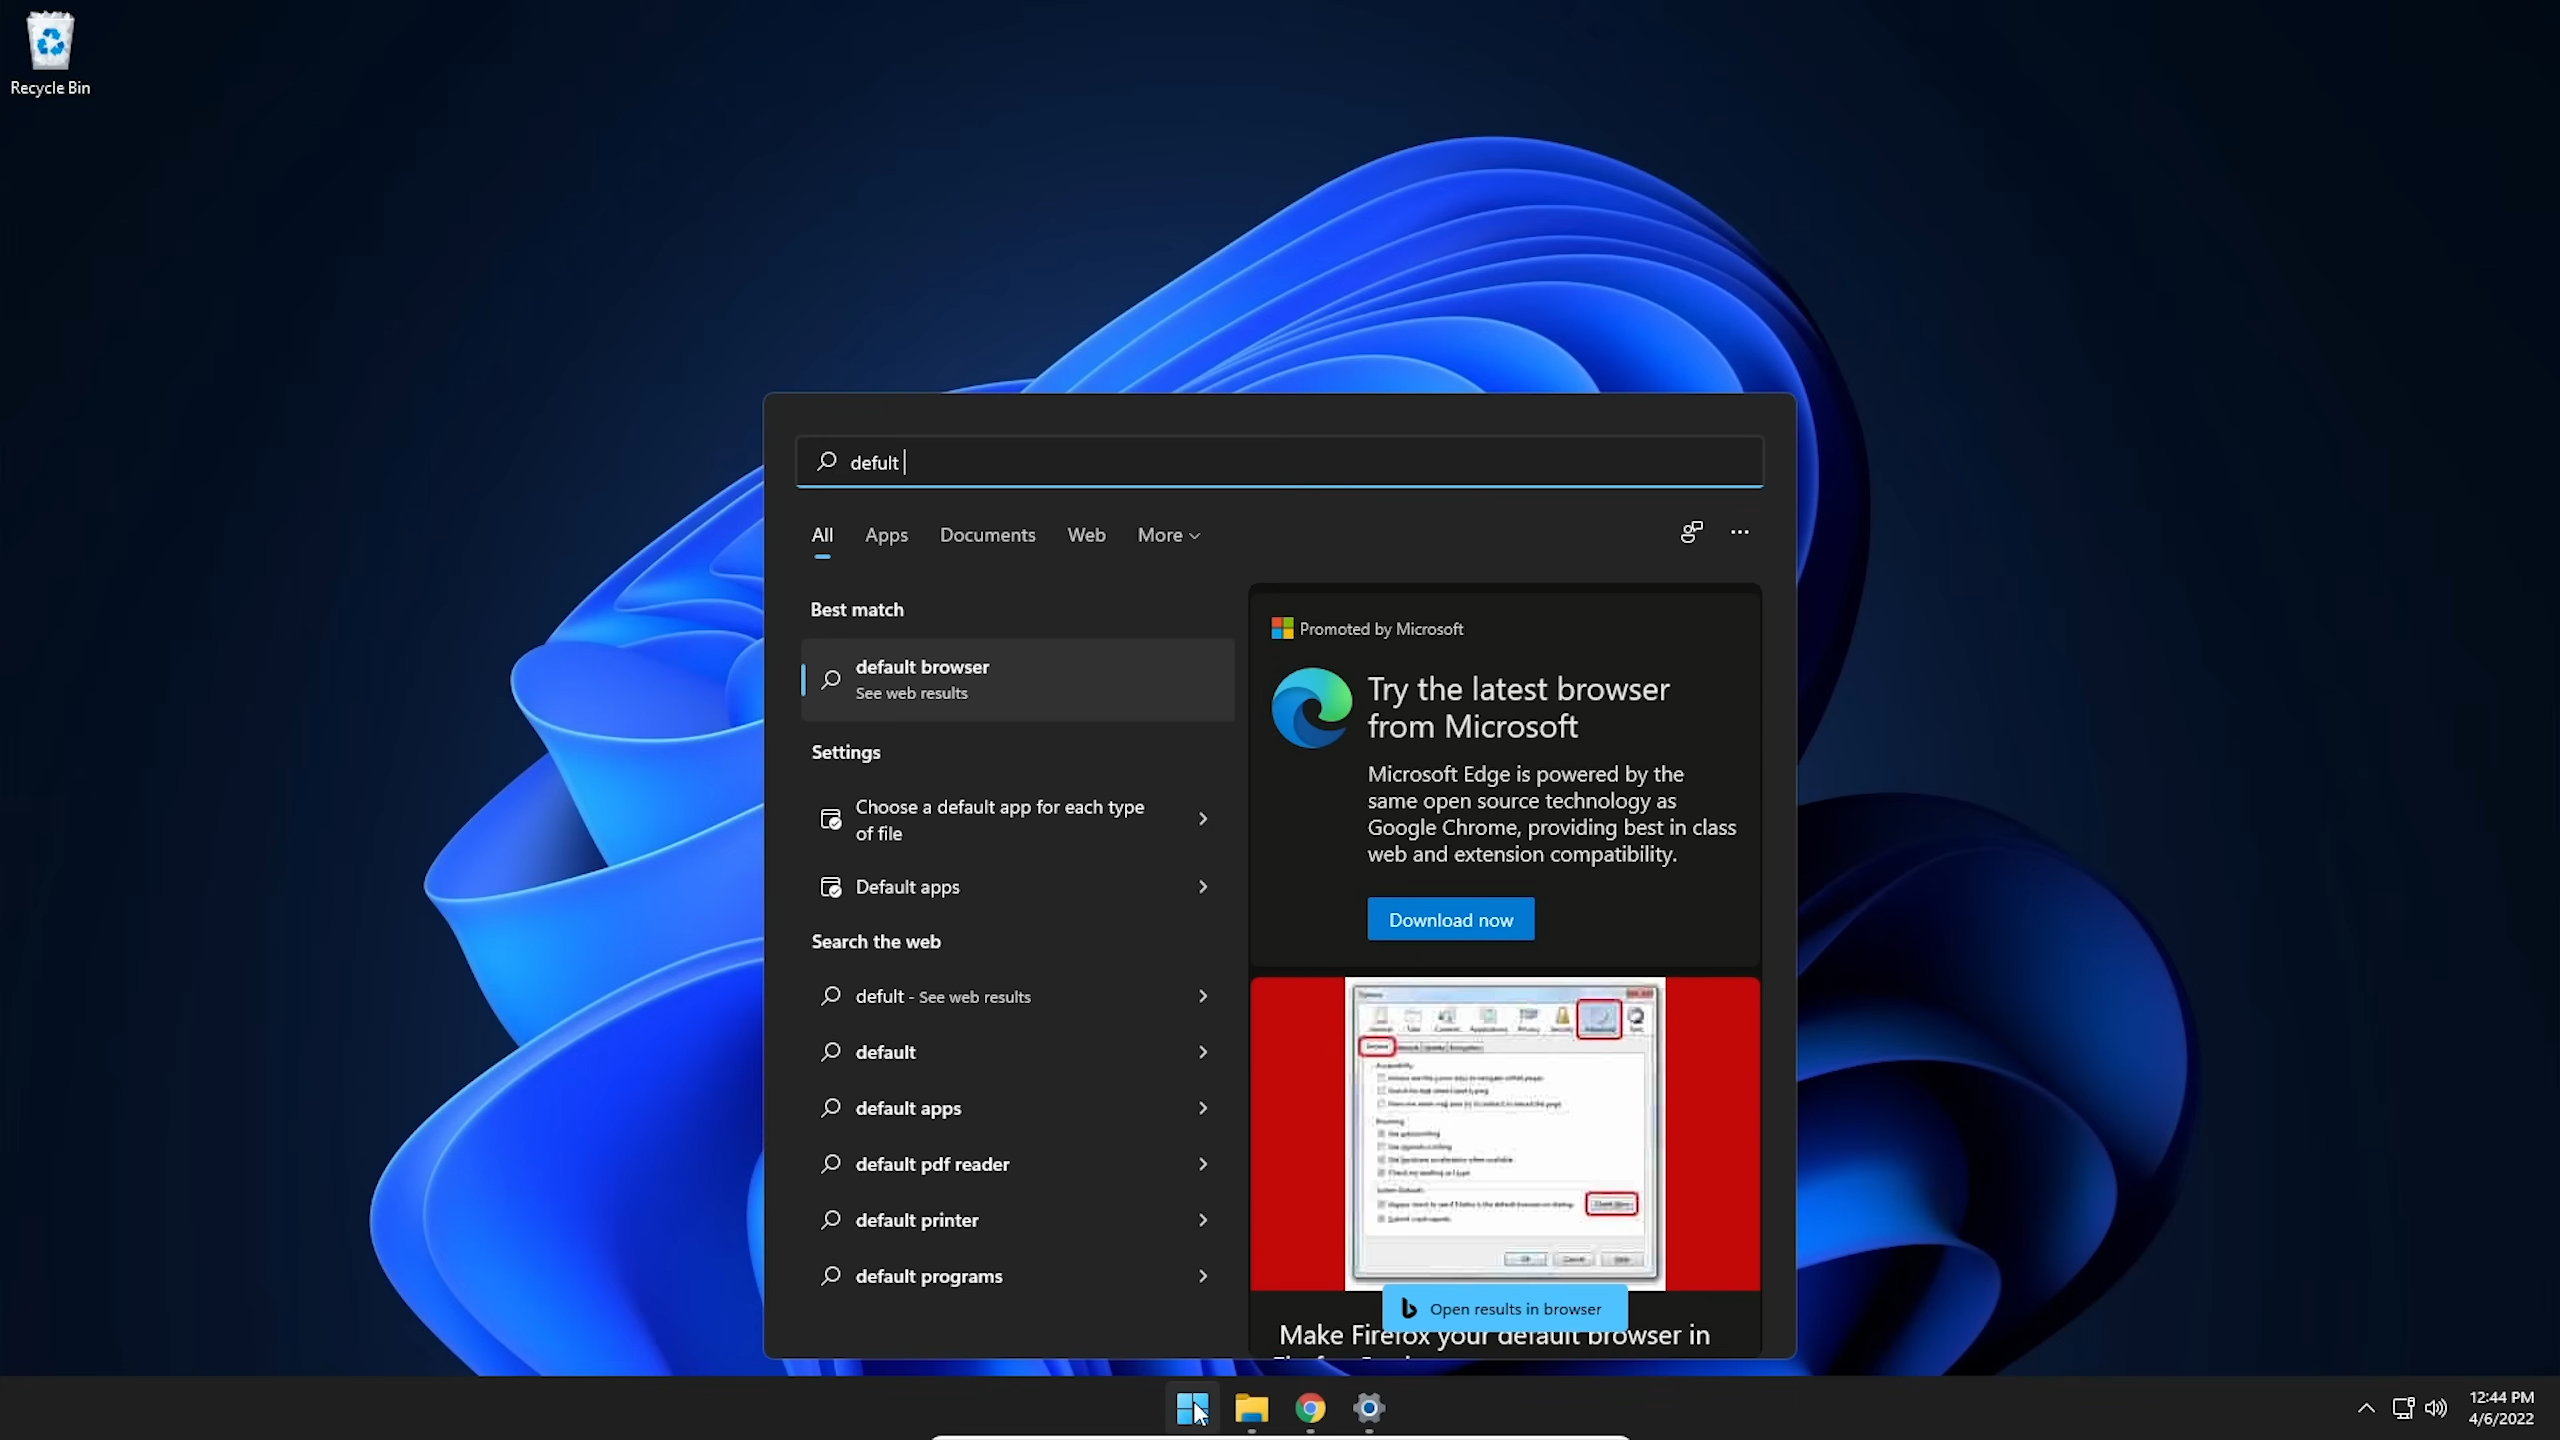 Recycle Bin
defult
All Apps Documents Web More
Best match
default browser
See web results
Settings
Choose a default app for each type
of file
Default apps
Search the web
defult - See web results
default
default apps
default pdf reader
default printer
default programs
Promoted by Microsoft
Try the latest browser
from Microsoft
Microsoft Edge is powered by the
same open source technology as
Google Chrome, providing best in class
web and extension compatibility.
Download now
Open results in browser
Make Firefox your default browser in
12:44 PM
4/6/2022